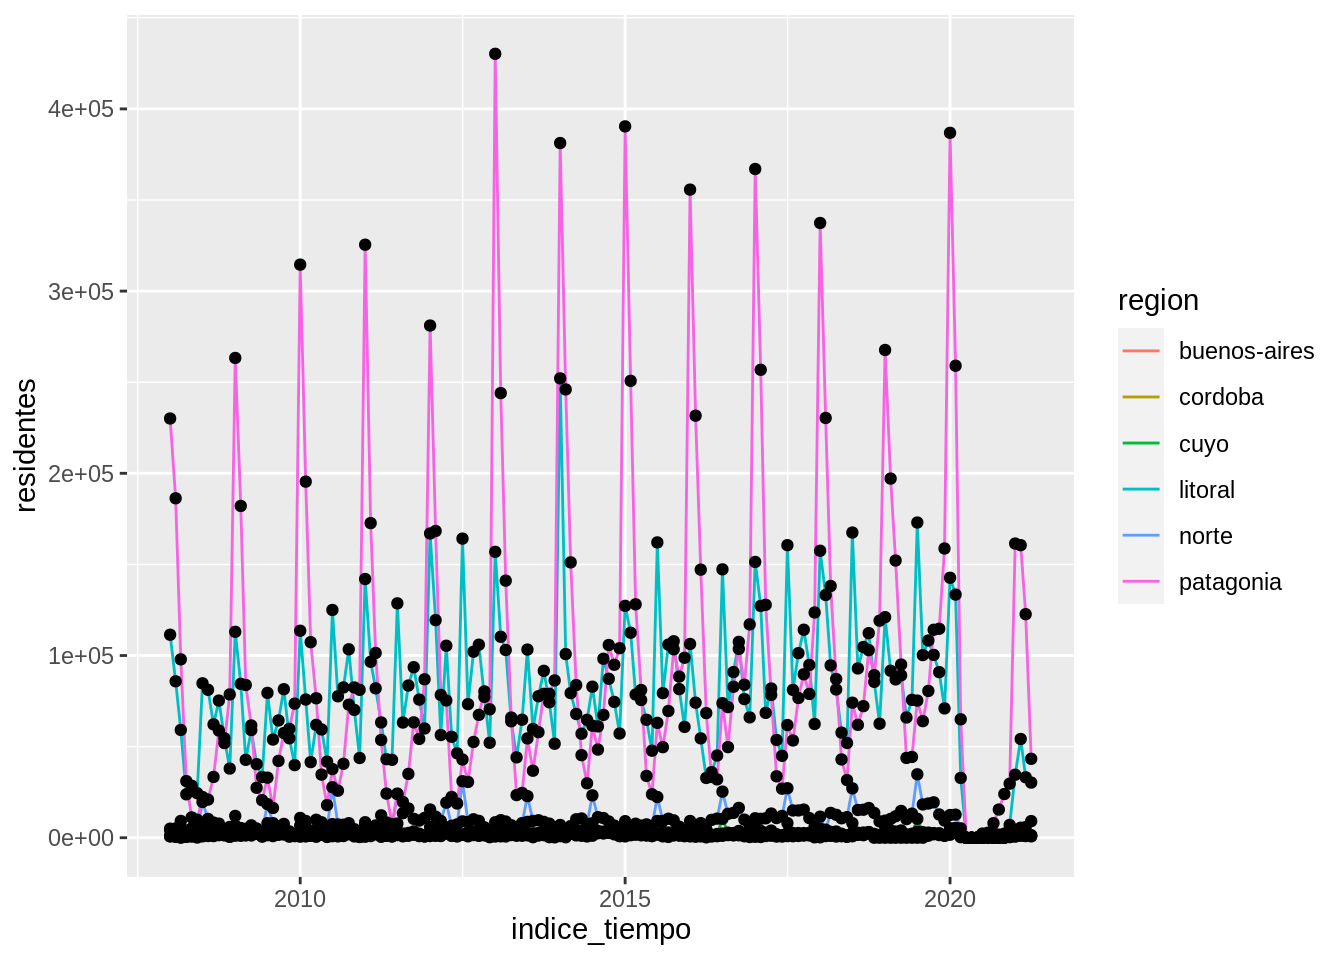 4e+05
3e+05
2e+05
1e+05
0e+00
residentes
2010
2015
2020
indice_tiempo
region
buenos-aires
cordoba
cuyo
litoral
norte
patagonia